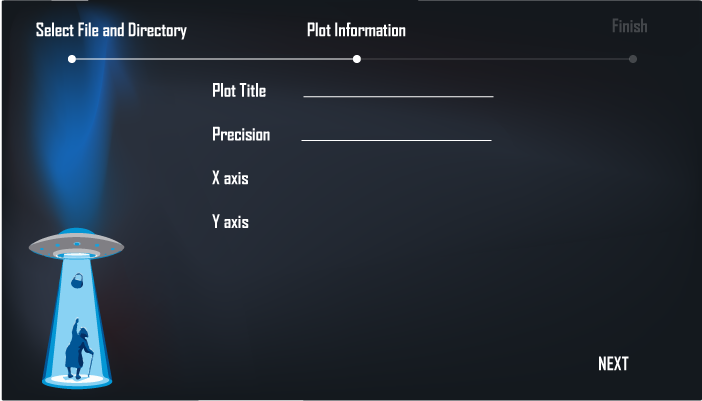 Select File and Directory
Plot Information
Finish
Plot Title
Precision
X axis
Y axis
NEXT